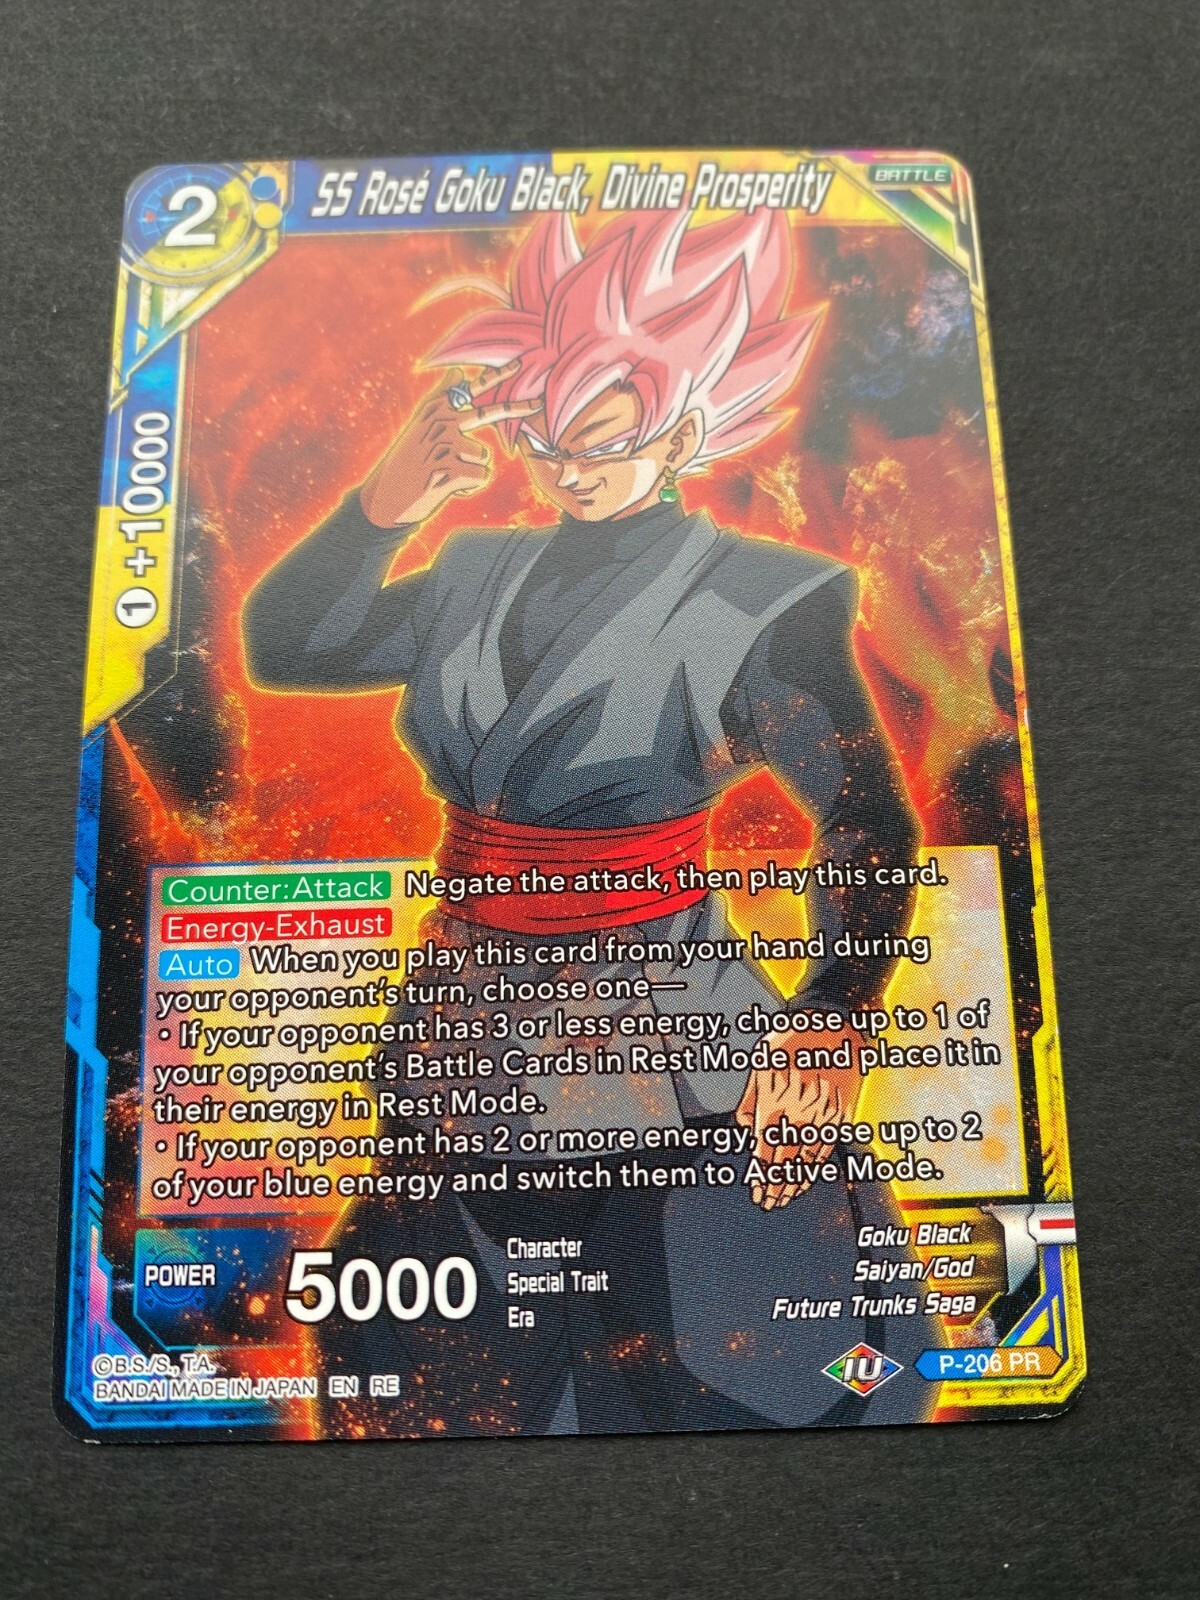 2 SS Rosé Goku Black, Divine Prosperity BATTLE
1 +10000
Counter:Attack Negate the attack, then play this card.
Energy-Exhaust
Auto When you play this card from your hand during
your opponent's turn, choose one—
• If your opponent has 3 or less energy, choose up to 1 of
your opponent's Battle Cards in Rest Mode and place it in
their energy in Rest Mode.
• If your opponent has 2 or more energy, choose up to 2
of your blue energy and switch them to Active Mode.
POWER 5000
Character Goku Black
Special Trait Saiyan/God
Era Future Trunks Saga
©B.S./S., T.A.
BANDAI MADE IN JAPAN EN RE
IU P-206 PR